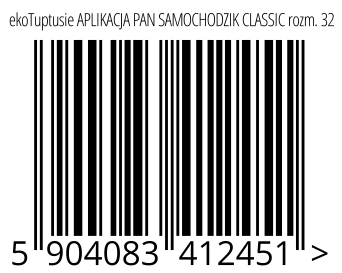 ekoTuptusie APLIKACJA PAN SAMOCHODZIK CLASSIC rozm. 32
5 904083 412451 >